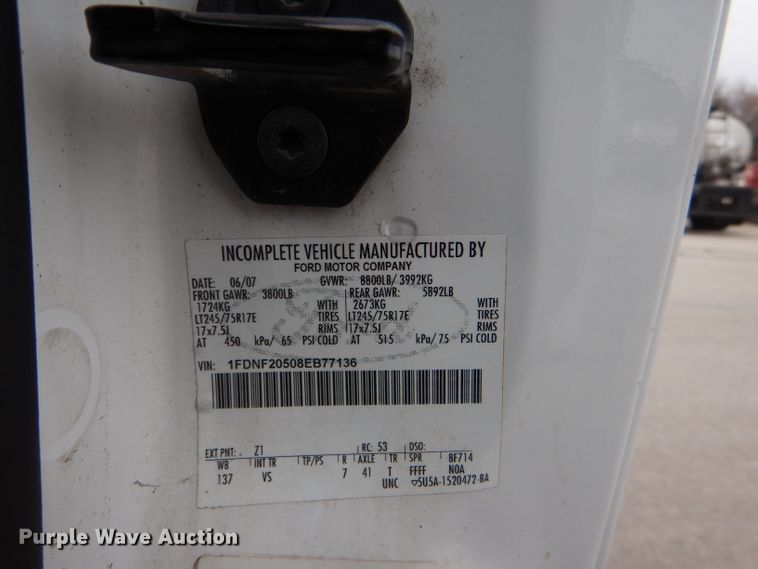 INCOMPLETE VEHICLE MANUFACTURED BY
FORD MOTOR COMPANY
DATE: 06/07 GVWR: 8800LB/ 3992KG
FRONT GAWR: 3800LB REAR GAWR: 5892LB
1724KG WITH 2673KG WITH
LT245/75R17E TIRES LT245/75R17E TIRES
17x7.5J RIMS 17x7.5J RIMS
AT 450 kPa/ 65 PSI COLD AT 515 kPa/ 75 PSI COLD
VIN: 1FDNF20508EB77136
EXT PNT: Z1 RC: 53 DSO:
WB INT TR TP/PS R AXLE TR SPR 8F714
137 VS 7 41 T FFFF NOA
UNC 5U5A-1520472-BA
Purple Wave Auction